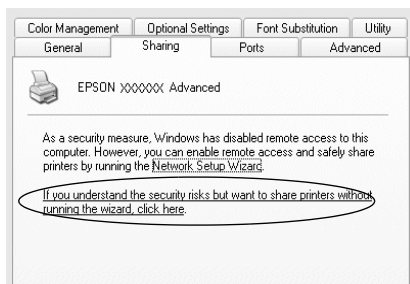 Color Management Optional Settings Font Substitution Utility
General Sharing Ports Advanced
EPSON XXXXXX Advanced
As a security measure, Windows has disabled remote access to this
computer. However, you can enable remote access and safely share
printers by running the Network Setup Wizard.
If you understand the security risks but want to share printers without
running the wizard, click here.